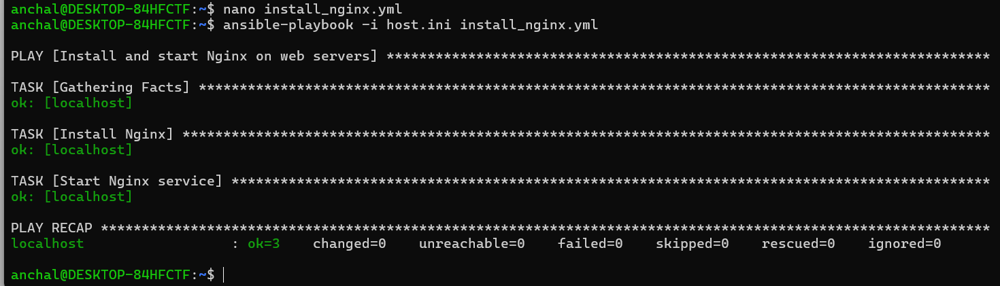 anchal@DESKTOP-84HFCTF:~$ nano install_nginx.yml
anchal@DESKTOP-84HFCTF:~$ ansible-playbook -i host.ini install_nginx.yml
PLAY [Install and start Nginx on web servers] **************************************************************************
TASK [Gathering Facts] *************************************************************************************************
ok: [localhost]
TASK [Install Nginx] ***************************************************************************************************
ok: [localhost]
TASK [Start Nginx service] *********************************************************************************************
ok: [localhost]
PLAY RECAP *************************************************************************************************************
localhost                  : ok=3    changed=0    unreachable=0    failed=0    skipped=0    rescued=0    ignored=0
anchal@DESKTOP-84HFCTF:~$